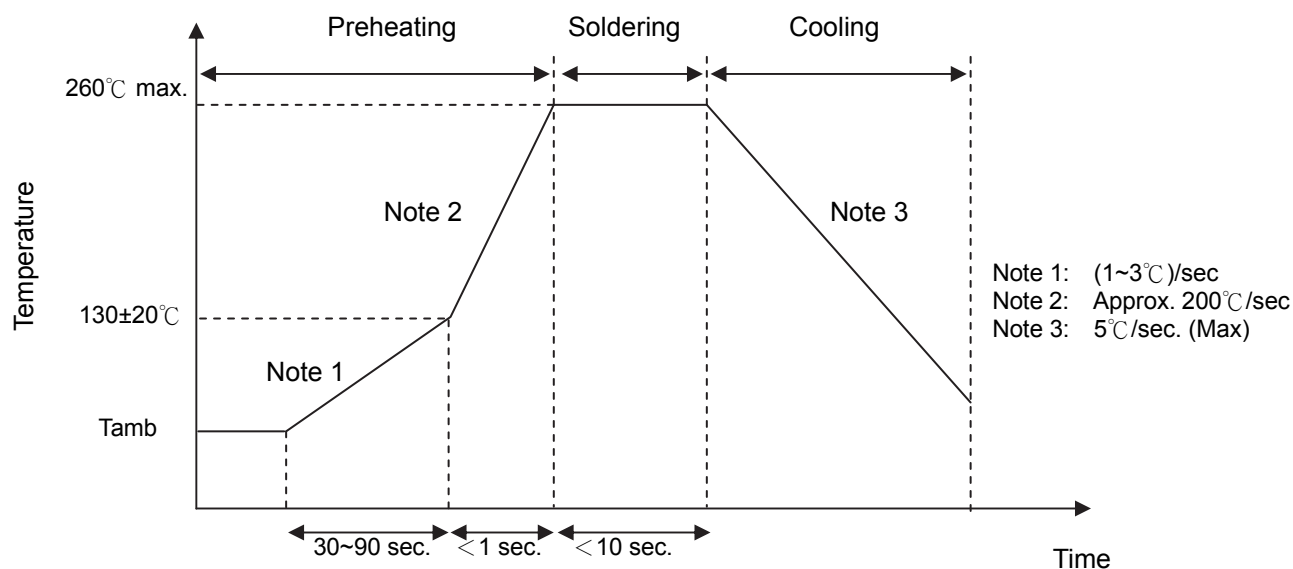 Preheating Soldering Cooling
260℃ max.
Note 2 Note 3
Temperature
130±20℃
Note 1
Tamb
Note 1: (1~3℃)/sec
Note 2: Approx. 200℃/sec
Note 3: 5℃/sec. (Max)
30~90 sec. <1 sec. <10 sec.
Time